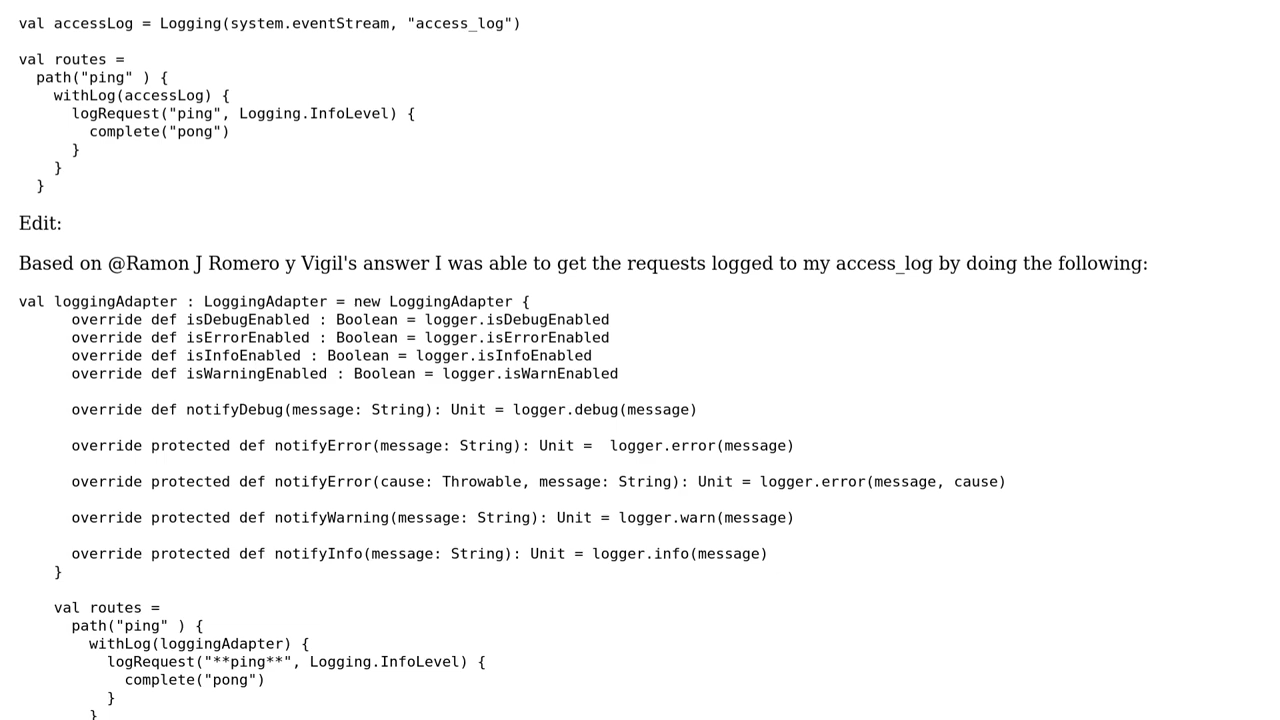 val accessLog = Logging(system.eventStream, "access_log")

val routes =
  path("ping" ) {
    withLog(accessLog) {
      logRequest("ping", Logging.InfoLevel) {
        complete("pong")
      }
    }
  }

Edit:

Based on @Ramon J Romero y Vigil's answer I was able to get the requests logged to my access_log by doing the following:

val loggingAdapter : LoggingAdapter = new LoggingAdapter {
      override def isDebugEnabled : Boolean = logger.isDebugEnabled
      override def isErrorEnabled : Boolean = logger.isErrorEnabled
      override def isInfoEnabled : Boolean = logger.isInfoEnabled
      override def isWarningEnabled : Boolean = logger.isWarnEnabled

      override def notifyDebug(message: String): Unit = logger.debug(message)

      override protected def notifyError(message: String): Unit =  logger.error(message)

      override protected def notifyError(cause: Throwable, message: String): Unit = logger.error(message, cause)

      override protected def notifyWarning(message: String): Unit = logger.warn(message)

      override protected def notifyInfo(message: String): Unit = logger.info(message)
    }

    val routes =
      path("ping" ) {
        withLog(loggingAdapter) {
          logRequest("**ping**", Logging.InfoLevel) {
            complete("pong")
          }
        }